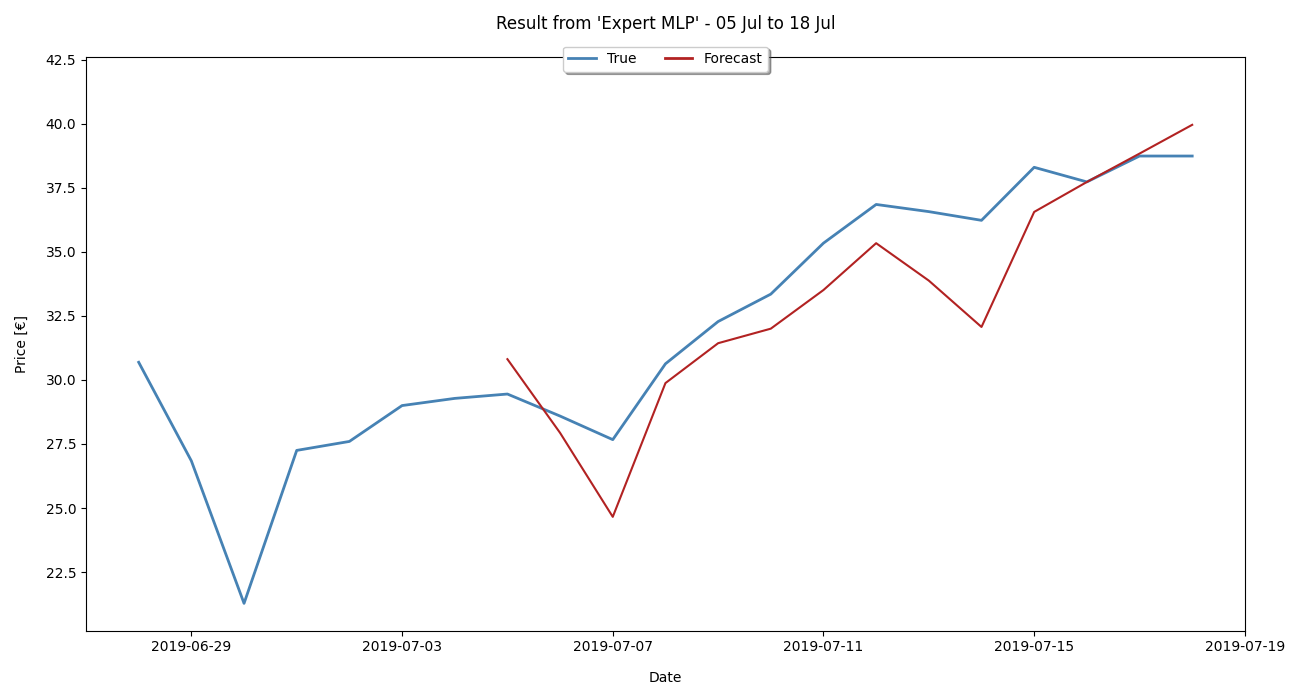 Result from 'Expert MLP' - 05 Jul to 18 Jul
True Forecast
42.5
40.0
37.5
35.0
32.5
30.0
27.5
25.0
22.5
Price [€]
2019-06-29 2019-07-03 2019-07-07 2019-07-11 2019-07-15 2019-07-19
Date